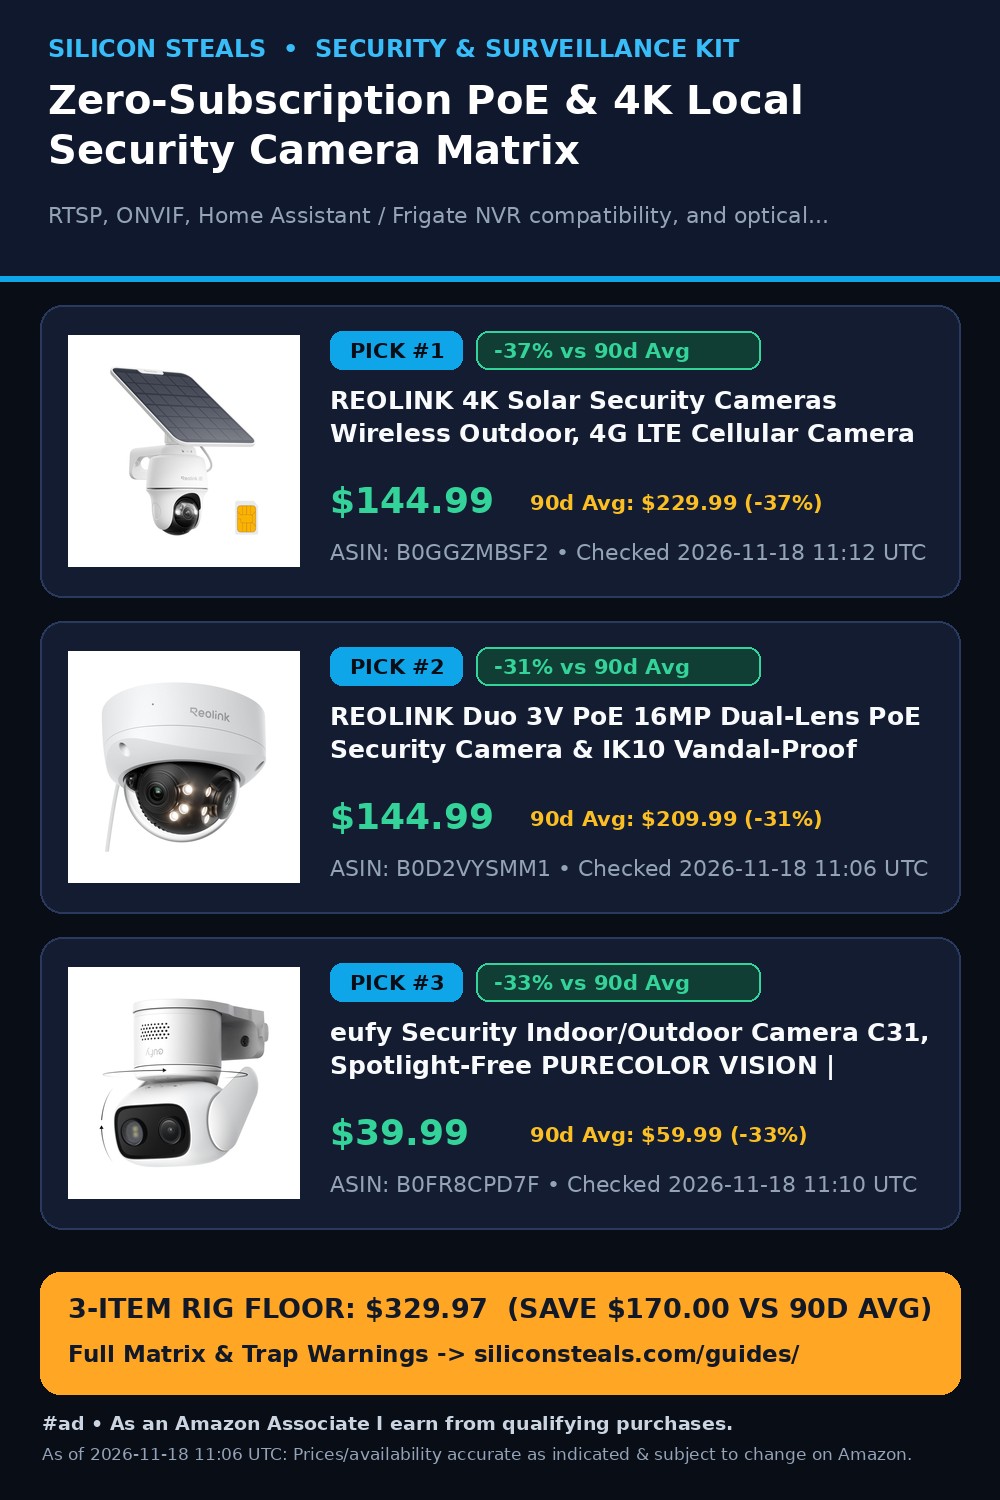 SILICON STEALS • SECURITY & SURVEILLANCE KIT
Zero-Subscription PoE & 4K Local
Security Camera Matrix
RTSP, ONVIF, Home Assistant / Frigate NVR compatibility, and optical...
PICK #1
-37% vs 90d Avg
REOLINK 4K Solar Security Cameras
Wireless Outdoor, 4G LTE Cellular Camera
$144.99
90d Avg: $229.99 (-37%)
ASIN: B0GGZMBSF2 • Checked 2026-11-18 11:12 UTC
Reolink
PICK #2
-31% vs 90d Avg
REOLINK Duo 3V PoE 16MP Dual-Lens PoE
Security Camera & IK10 Vandal-Proof
$144.99
90d Avg: $209.99 (-31%)
ASIN: B0D2VYSMM1 • Checked 2026-11-18 11:06 UTC
PICK #3
-33% vs 90d Avg
eufy Security Indoor/Outdoor Camera C31,
Spotlight-Free PURECOLOR VISION |
$39.99
90d Avg: $59.99 (-33%)
ASIN: B0FR8CPD7F • Checked 2026-11-18 11:10 UTC
3-ITEM RIG FLOOR: $329.97 (SAVE $170.00 VS 90D AVG)
Full Matrix & Trap Warnings -> siliconsteals.com/guides/
#ad • As an Amazon Associate I earn from qualifying purchases.
As of 2026-11-18 11:06 UTC: Prices/availability accurate as indicated & subject to change on Amazon.